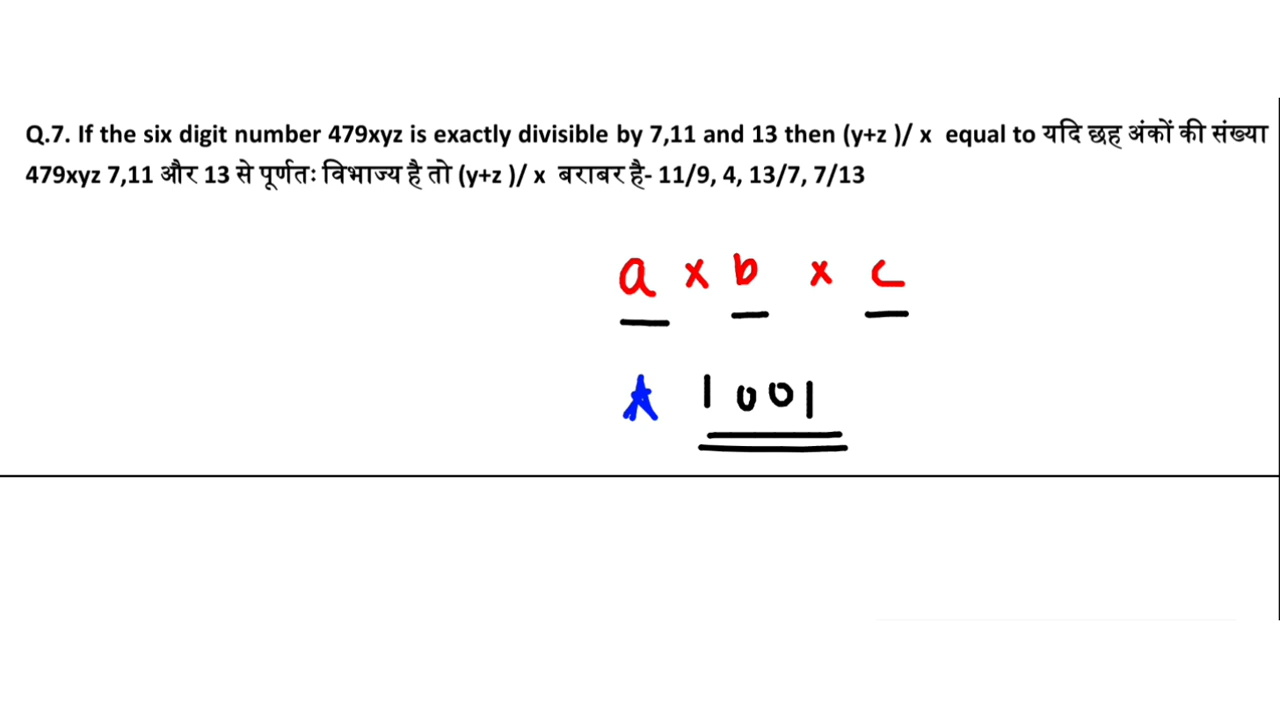 Q.7. If the six digit number 479xyz is exactly divisible by 7,11 and 13 then (y+z )/ x equal to यदि छह अंकों की संख्या
479xyz 7,11 और 13 से पूर्णतः विभाज्य है तो (y+z )/ x बराबर है- 11/9, 4, 13/7, 7/13
a x b x c
1001